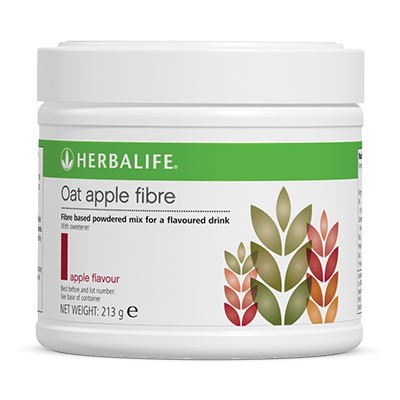 HERBALIFE®
Oat apple fibre
Fibre based powdered mix for a flavoured drink
With sweetener
apple flavour
Best before and lot number:
See base of container
NET WEIGHT: 213 g ℮